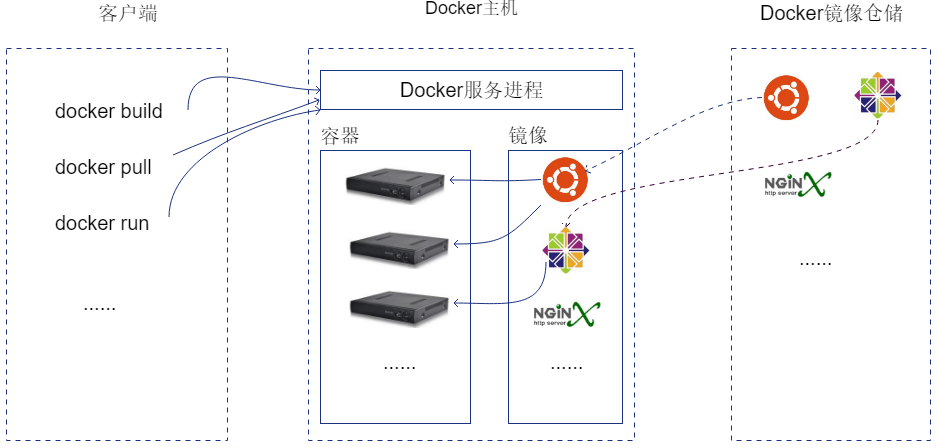 客户端
docker build
docker pull
docker run
......
Docker主机
Docker服务进程
容器
......
镜像
NGiNX
http server
......
Docker镜像仓储
NGiNX
http server
......